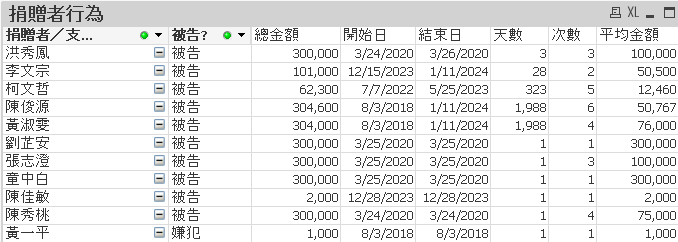 捐贈者行為 XL
捐贈者／支... 被告? 總金額 開始日 結束日 天數 次數 平均金額
洪秀鳳 被告 300,000 3/24/2020 3/26/2020 3 3 100,000
李文宗 被告 101,000 12/15/2023 1/11/2024 28 2 50,500
柯文哲 被告 62,300 7/7/2022 5/25/2023 323 5 12,460
陳俊源 被告 304,600 8/3/2018 1/11/2024 1,988 6 50,767
黃淑雯 被告 304,000 8/3/2018 1/11/2024 1,988 4 76,000
劉芷安 被告 300,000 3/25/2020 3/25/2020 1 1 300,000
張志澄 被告 300,000 3/25/2020 3/25/2020 1 3 100,000
童中白 被告 300,000 3/25/2020 3/25/2020 1 1 300,000
陳佳敏 被告 2,000 12/28/2023 12/28/2023 1 1 2,000
陳秀桃 被告 300,000 3/24/2020 3/24/2020 1 4 75,000
黃一平 嫌犯 1,000 8/3/2018 8/3/2018 1 1 1,000